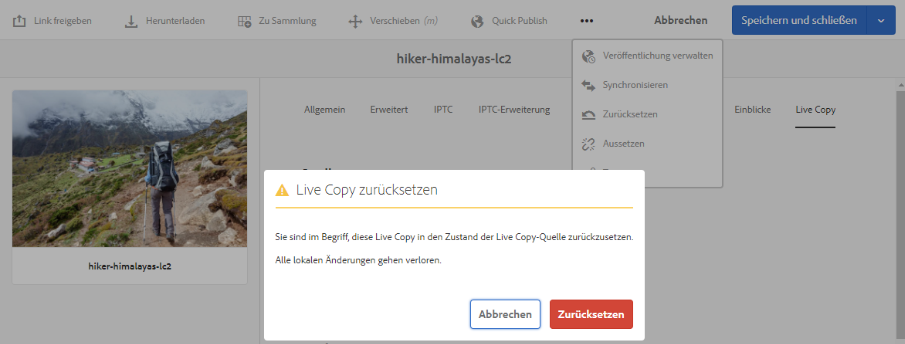 Link freigeben
Herunterladen
Zu Sammlung
Verschieben (m)
Quick Publish
Abbrechen
Speichern und schließen
hiker-himalayas-lc2
Veröffentlichung verwalten
Synchronisieren
Zurücksetzen
Aussetzen
Allgemein
Erweitert
IPTC
IPTC-Erweiterung
Einblicke
Live Copy
hiker-himalayas-lc2
Live Copy zurücksetzen
Sie sind im Begriff, diese Live Copy in den Zustand der Live Copy-Quelle zurückzusetzen.
Alle lokalen Änderungen gehen verloren.
Abbrechen
Zurücksetzen